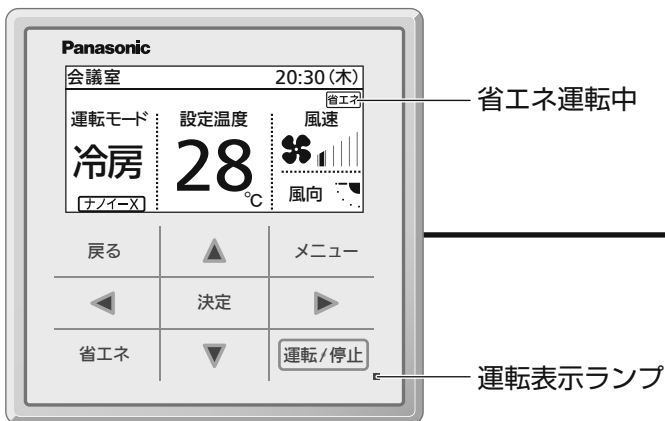 Panasonic
会議室 20:30(木)
省エネ
省エネ運転中
運転モード 設定温度 風速
冷房 28℃
ナノイーX 風向
戻る ▲ メニュー
◀ 決定 ▶
省エネ ▼ 運転/停止
運転表示ランプ